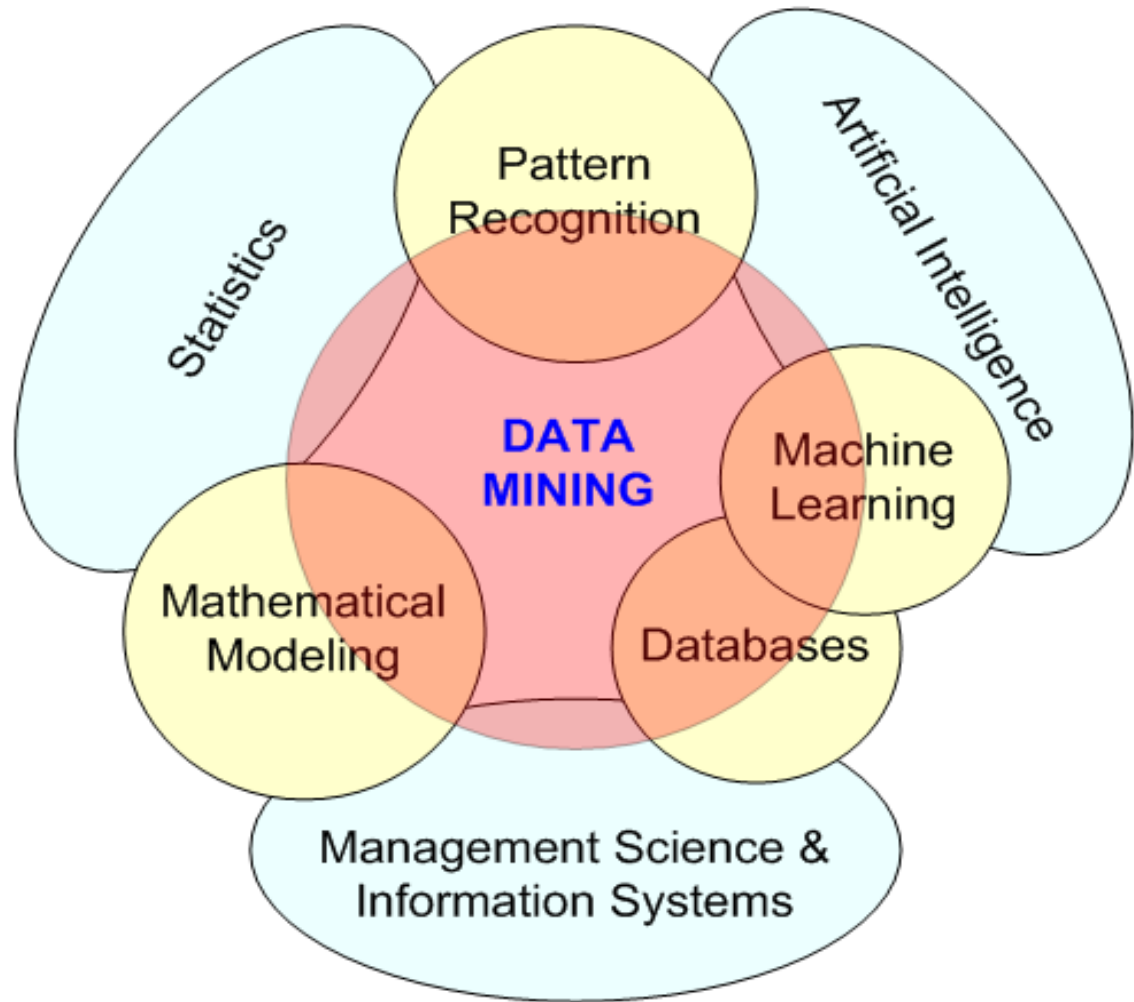 Pattern
Recognition
Artificial Intelligence
Statistics
DATA
MINING
Machine
Learning
Mathematical
Modeling
Databases
Management Science &
Information Systems